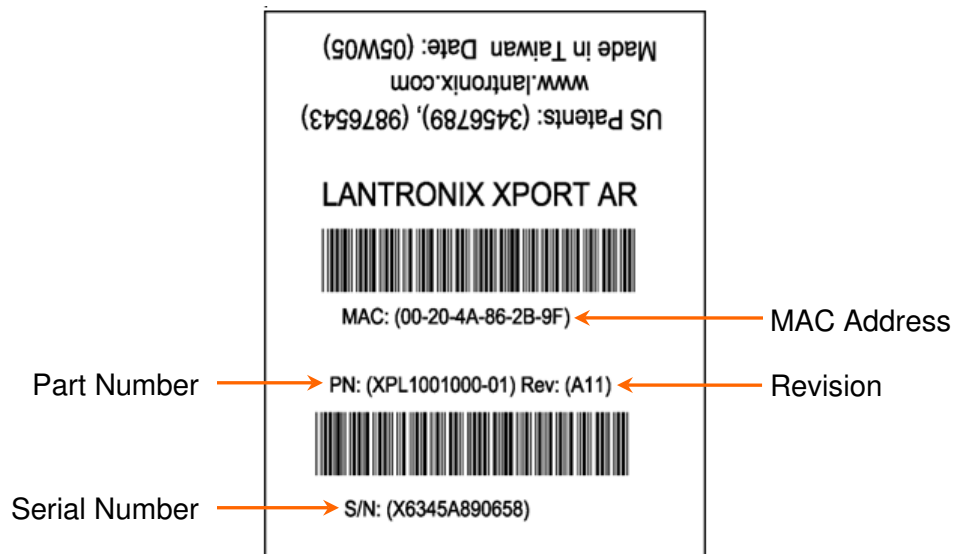 Made in Taiwan Date: (05W05)
www.lantronix.com
US Patents: (3456789), (9876543)
LANTRONIX XPORT AR
MAC: (00-20-4A-86-2B-9F)
MAC Address
Part Number
PN: (XPL1001000-01) Rev: (A11)
Revision
Serial Number
S/N: (X6345A890658)